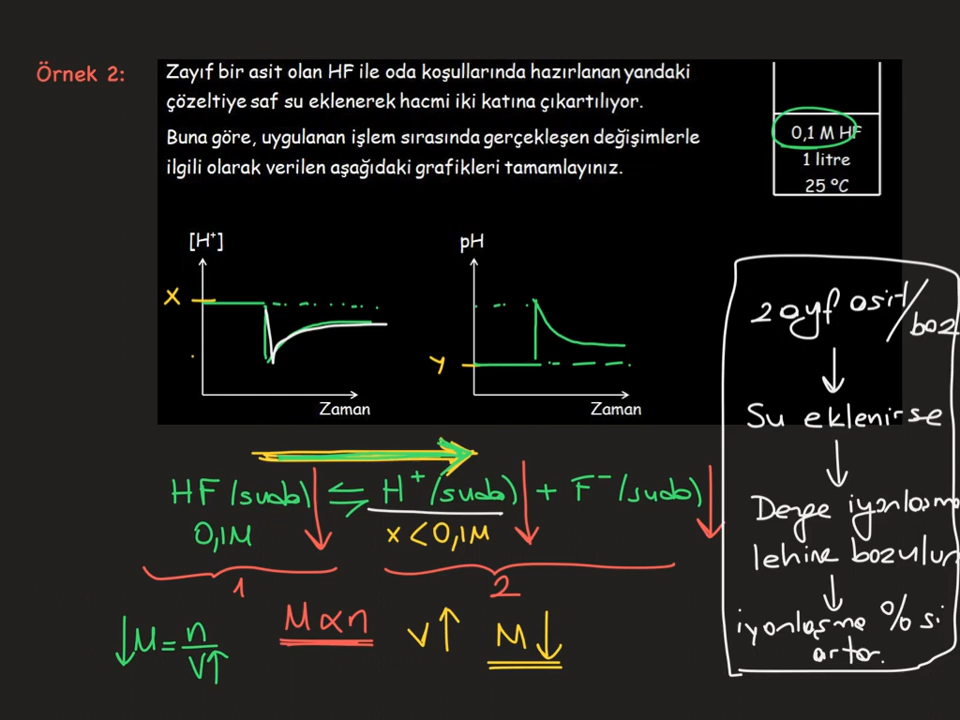 Örnek 2:
Zayıf bir asit olan HF ile oda koşullarında hazırlanan yandaki
çözeltiye saf su eklenerek hacmi iki katına çıkartılıyor.
Buna göre, uygulanan işlem sırasında gerçekleşen değişimlerle
ilgili olarak verilen aşağıdaki grafikleri tamamlayınız.
0,1 M HF
1 litre
25 °C
[H⁺]
X
Zaman
pH
Y
Zaman
HF(suda) ⇌ H⁺(suda) + F⁻(suda)
0,1M
x < 0,1M
1
2
↓M = n/V↑
M ∝ n
V↑
M↓
Zayıf asit/baz
↓
Su eklenirse
↓
Denge iyonlaşma
lehine bozulur
↓
iyonlaşma % si
artar.